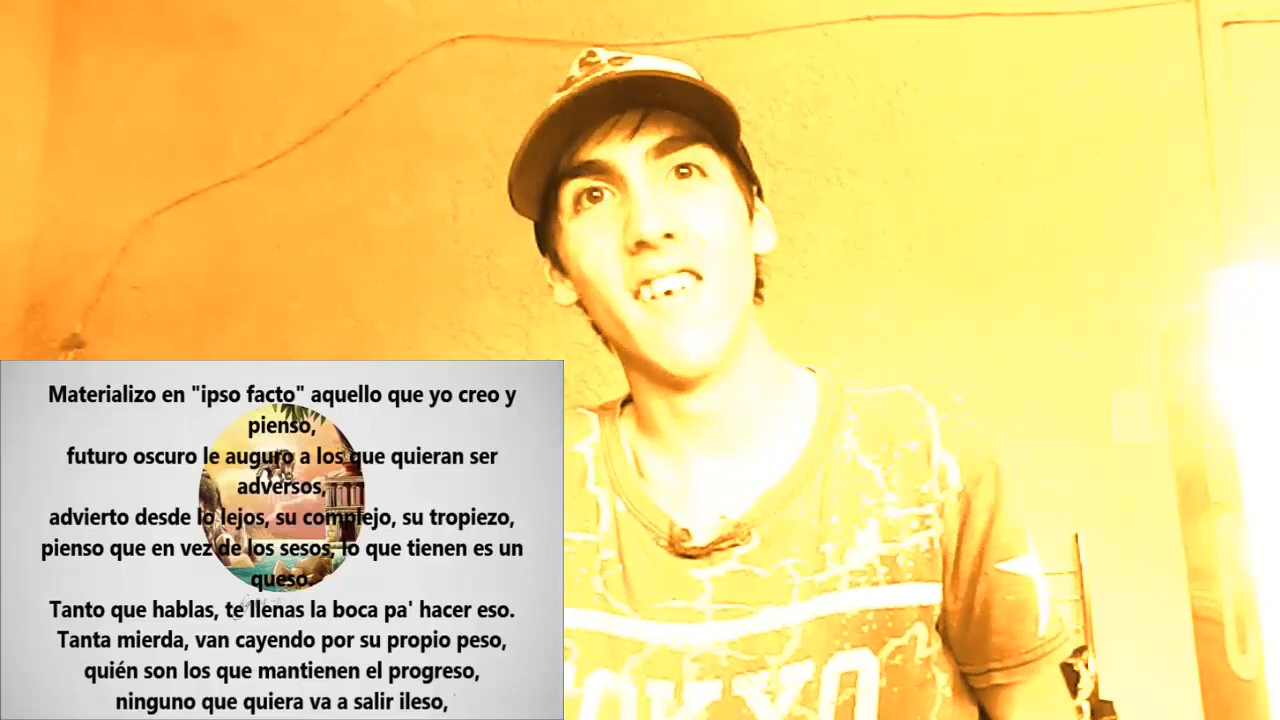 Materializo en "ipso facto" aquello que yo creo y
pienso,
futuro oscuro le auguro a los que quieran ser
adversos,
advierto desde lo lejos, su complejo, su tropiezo,
pienso que en vez de los sesos, lo que tienen es un
queso.
Tanto que hablas, te llenas la boca pa' hacer eso.
Tanta mierda, van cayendo por su propio peso,
quién son los que mantienen el progreso,
ninguno que quiera va a salir ileso,
TOKYO